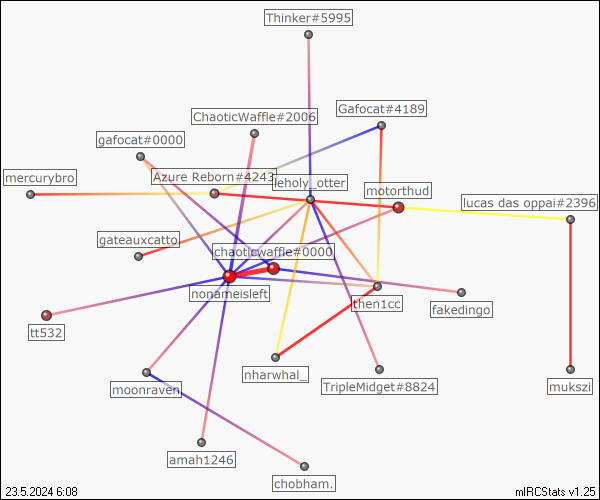 Thinker#5995
ChaoticWaffle#2006
Gafocat#4189
gafocat#0000
mercurybro
Azure Reborn#4243
leholy_otter
motorthud
lucas das oppai#2396
gateauxcatto
chaoticwaffle#0000
nonameisleft
then1cc
fakedingo
tt532
moonraven
nharwhal_
TripleMidget#8824
mukszi
amah1246
chobham.
23.5.2024 6:08
mIRCStats v1.25